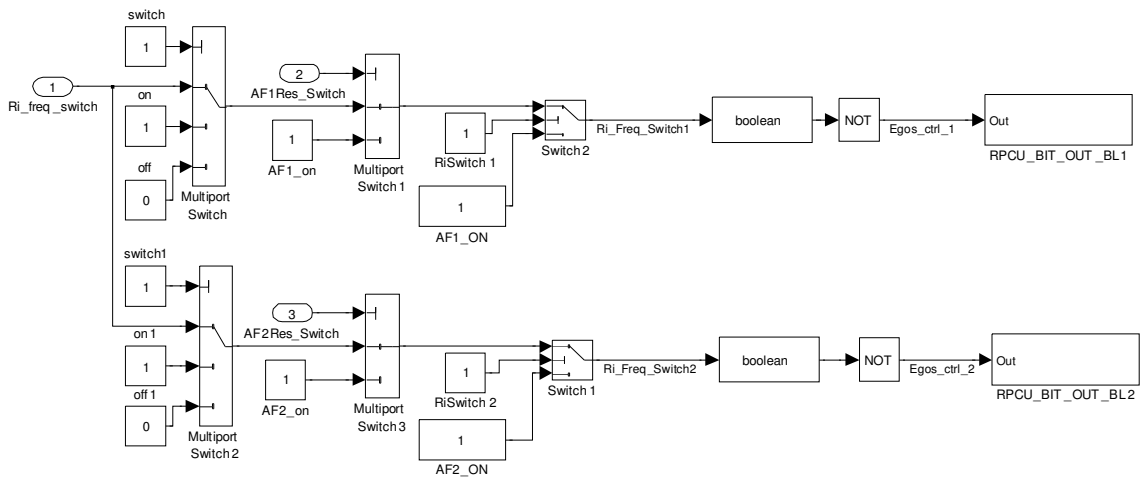 switch
1
1
Ri_freq _switch
on
1
off
0
Multiport
Switch
2
AF1Res_Switch
1
AF1_on
Multiport
Switch 1
1
RiSwitch 1
1
AF1_ON
Switch 2
Ri_Freq_Switch1
boolean
NOT
Egos_ctrl_1
Out
RPCU_BIT_OUT_BL1
switch1
1
on 1
1
off 1
0
Multiport
Switch 2
3
AF2Res_Switch
1
AF2_on
Multiport
Switch 3
1
RiSwitch 2
1
AF2_ON
Switch 1
Ri_Freq_Switch2
boolean
NOT
Egos_ctrl_2
Out
RPCU_BIT_OUT_BL2